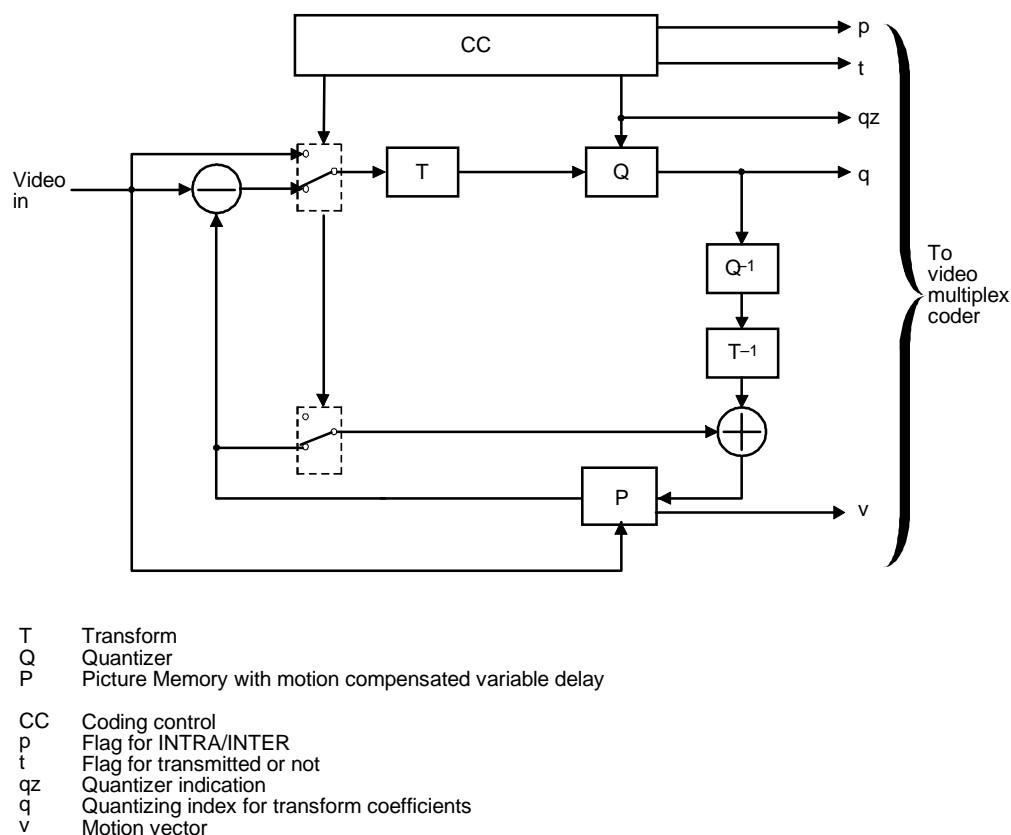 CC
p
t
qz
Video
in
T
Q
q
Q–1
To
video
multiplex
coder
T–1
P
v
T Transform
Q Quantizer
P Picture Memory with motion compensated variable delay
CC Coding control
p Flag for INTRA/INTER
t Flag for transmitted or not
qz Quantizer indication
q Quantizing index for transform coefficients
v Motion vector